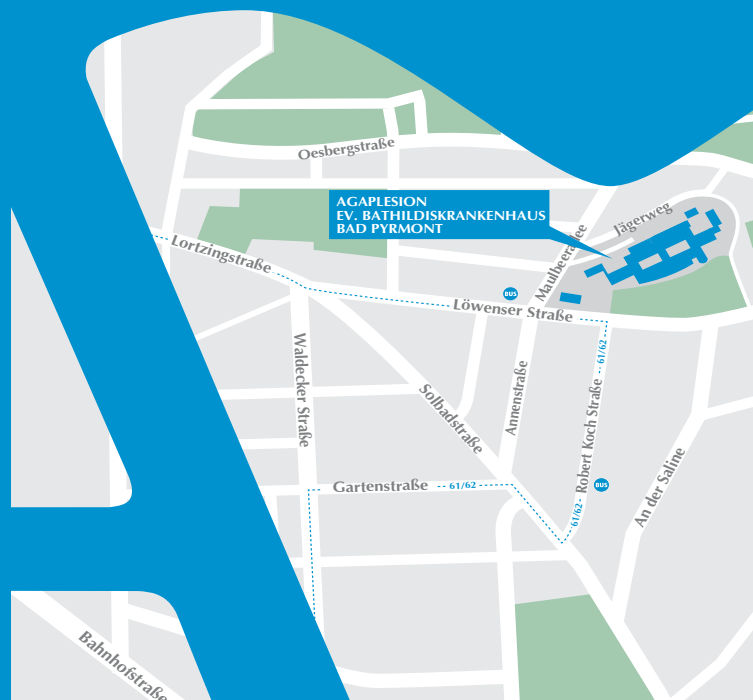 Oesbergstraße
AGAPLESION
EV. BATHILDISKRANKENHAUS
BAD PYRMONT
Jägerweg
Lortzingstraße
Maulbeerallee
BUS
Löwenser Straße
61/62
Waldecker Straße
Solbadstraße
Annenstraße
Robert Koch Straße
An der Saline
Gartenstraße
61/62
BUS
61/62
Bahnhofstraße